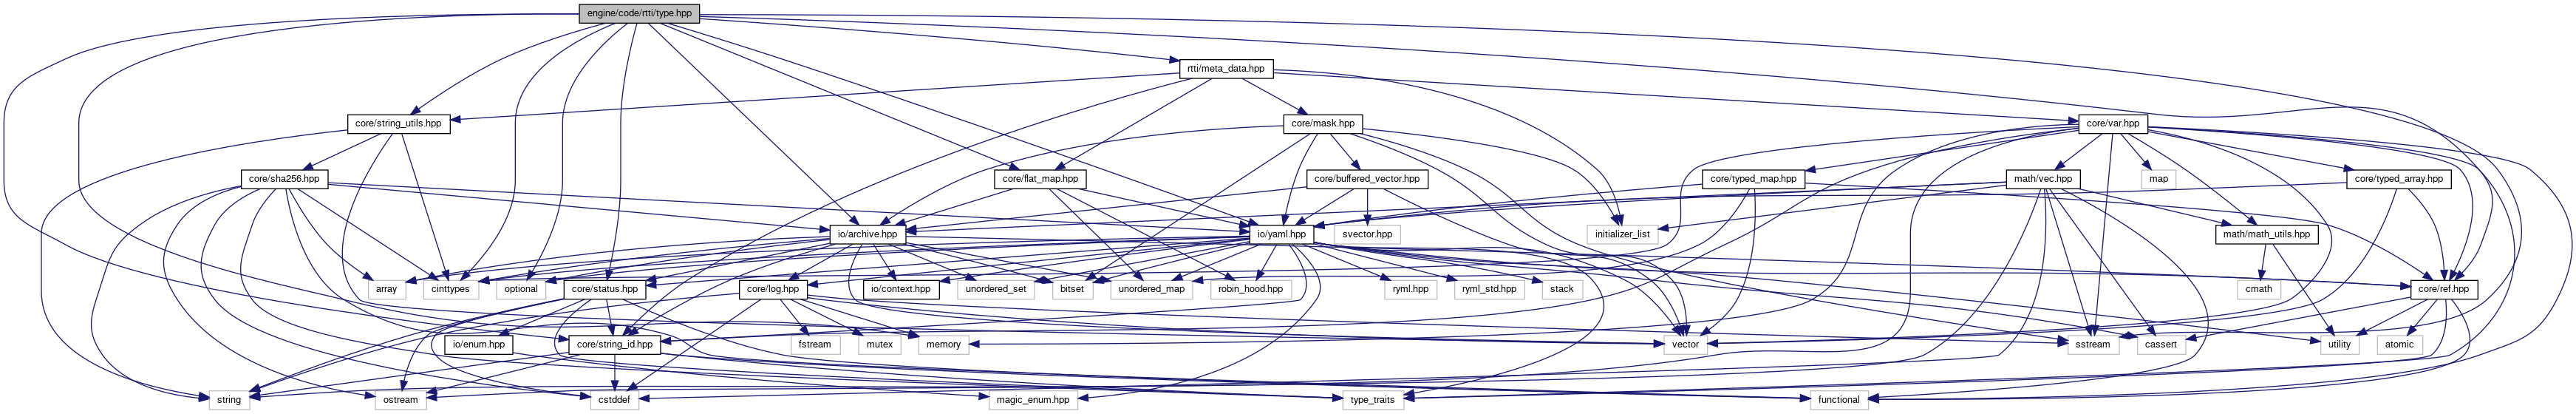 engine/code/rtti/type.hpp
rtti/meta_data.hpp
core/string_utils.hpp
core/mask.hpp
core/var.hpp
core/sha256.hpp
core/flat_map.hpp
core/buffered_vector.hpp
core/typed_map.hpp
math/vec.hpp
map
core/typed_array.hpp
io/archive.hpp
io/yaml.hpp
svector.hpp
initializer_list
math/math_utils.hpp
array
cinttypes
optional
core/status.hpp
core/log.hpp
io/context.hpp
unordered_set
bitset
unordered_map
robin_hood.hpp
ryml.hpp
ryml_std.hpp
stack
cmath
core/ref.hpp
io/enum.hpp
core/string_id.hpp
fstream
mutex
memory
vector
sstream
cassert
utility
atomic
string
ostream
cstddef
magic_enum.hpp
type_traits
functional